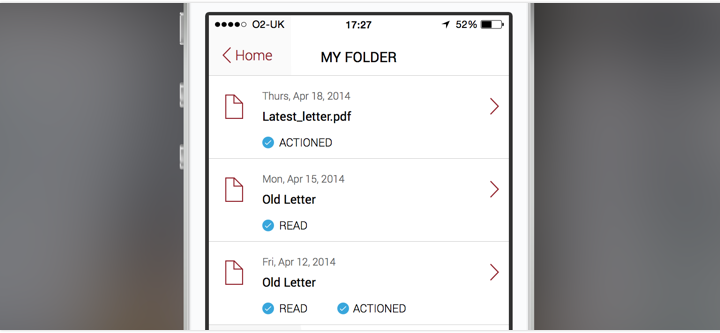 O2-UK 17:27 52%
Home MY FOLDER
Thurs, Apr 18, 2014
Latest_letter.pdf
ACTIONED
Mon, Apr 15, 2014
Old Letter
READ
Fri, Apr 12, 2014
Old Letter
READ ACTIONED